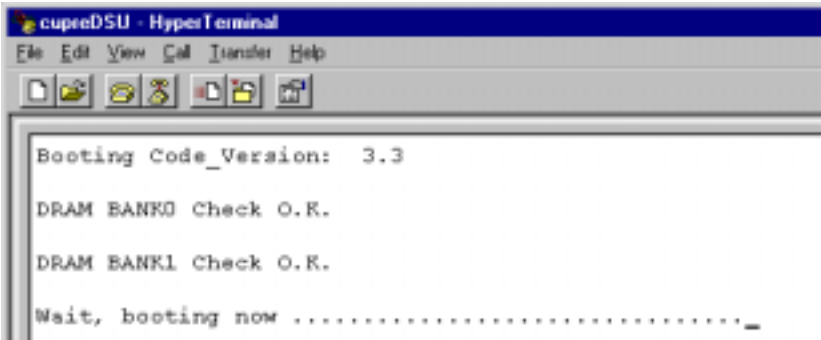 cupreDSU - HyperTerminal
File Edit View Call Transfer Help
Booting Code_Version: 3.3
DRAM BANK0 Check O.K.
DRAM BANK1 Check O.K.
Wait, booting now ................................_